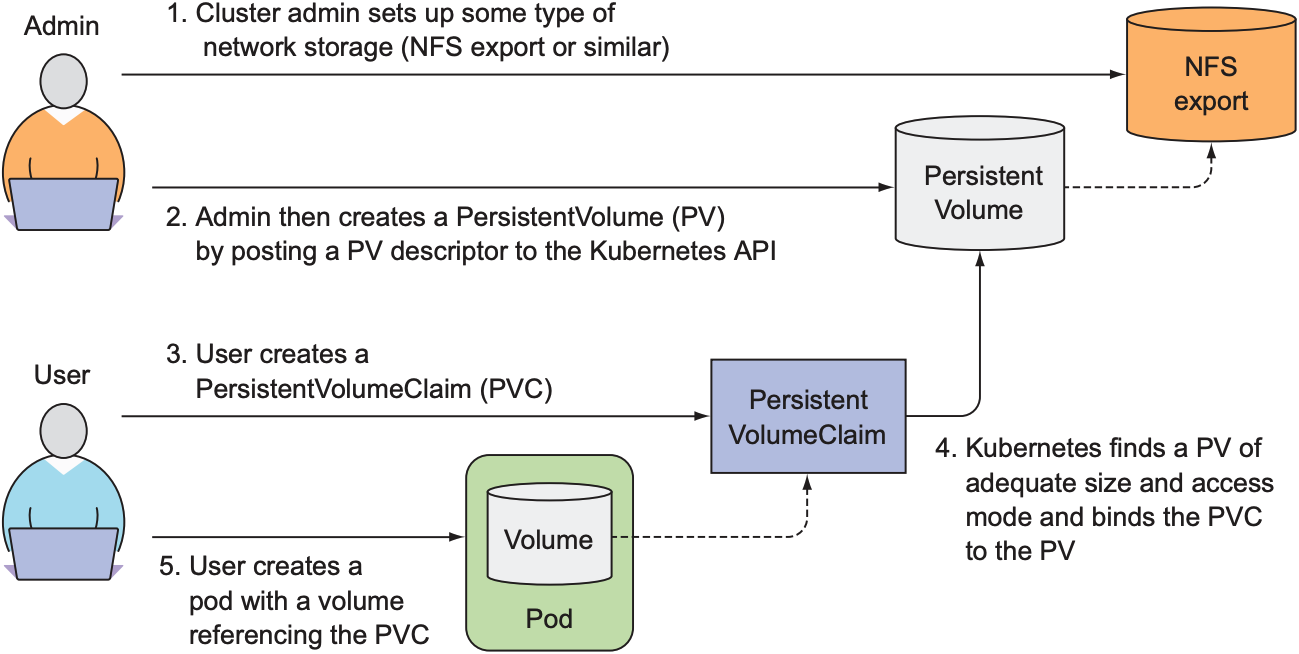 Admin
1. Cluster admin sets up some type of
network storage (NFS export or similar)
NFS
export
2. Admin then creates a PersistentVolume (PV)
by posting a PV descriptor to the Kubernetes API
Persistent
Volume
User
3. User creates a
PersistentVolumeClaim (PVC)
Persistent
VolumeClaim
4. Kubernetes finds a PV of
adequate size and access
mode and binds the PVC
to the PV
5. User creates a
pod with a volume
referencing the PVC
Volume
Pod